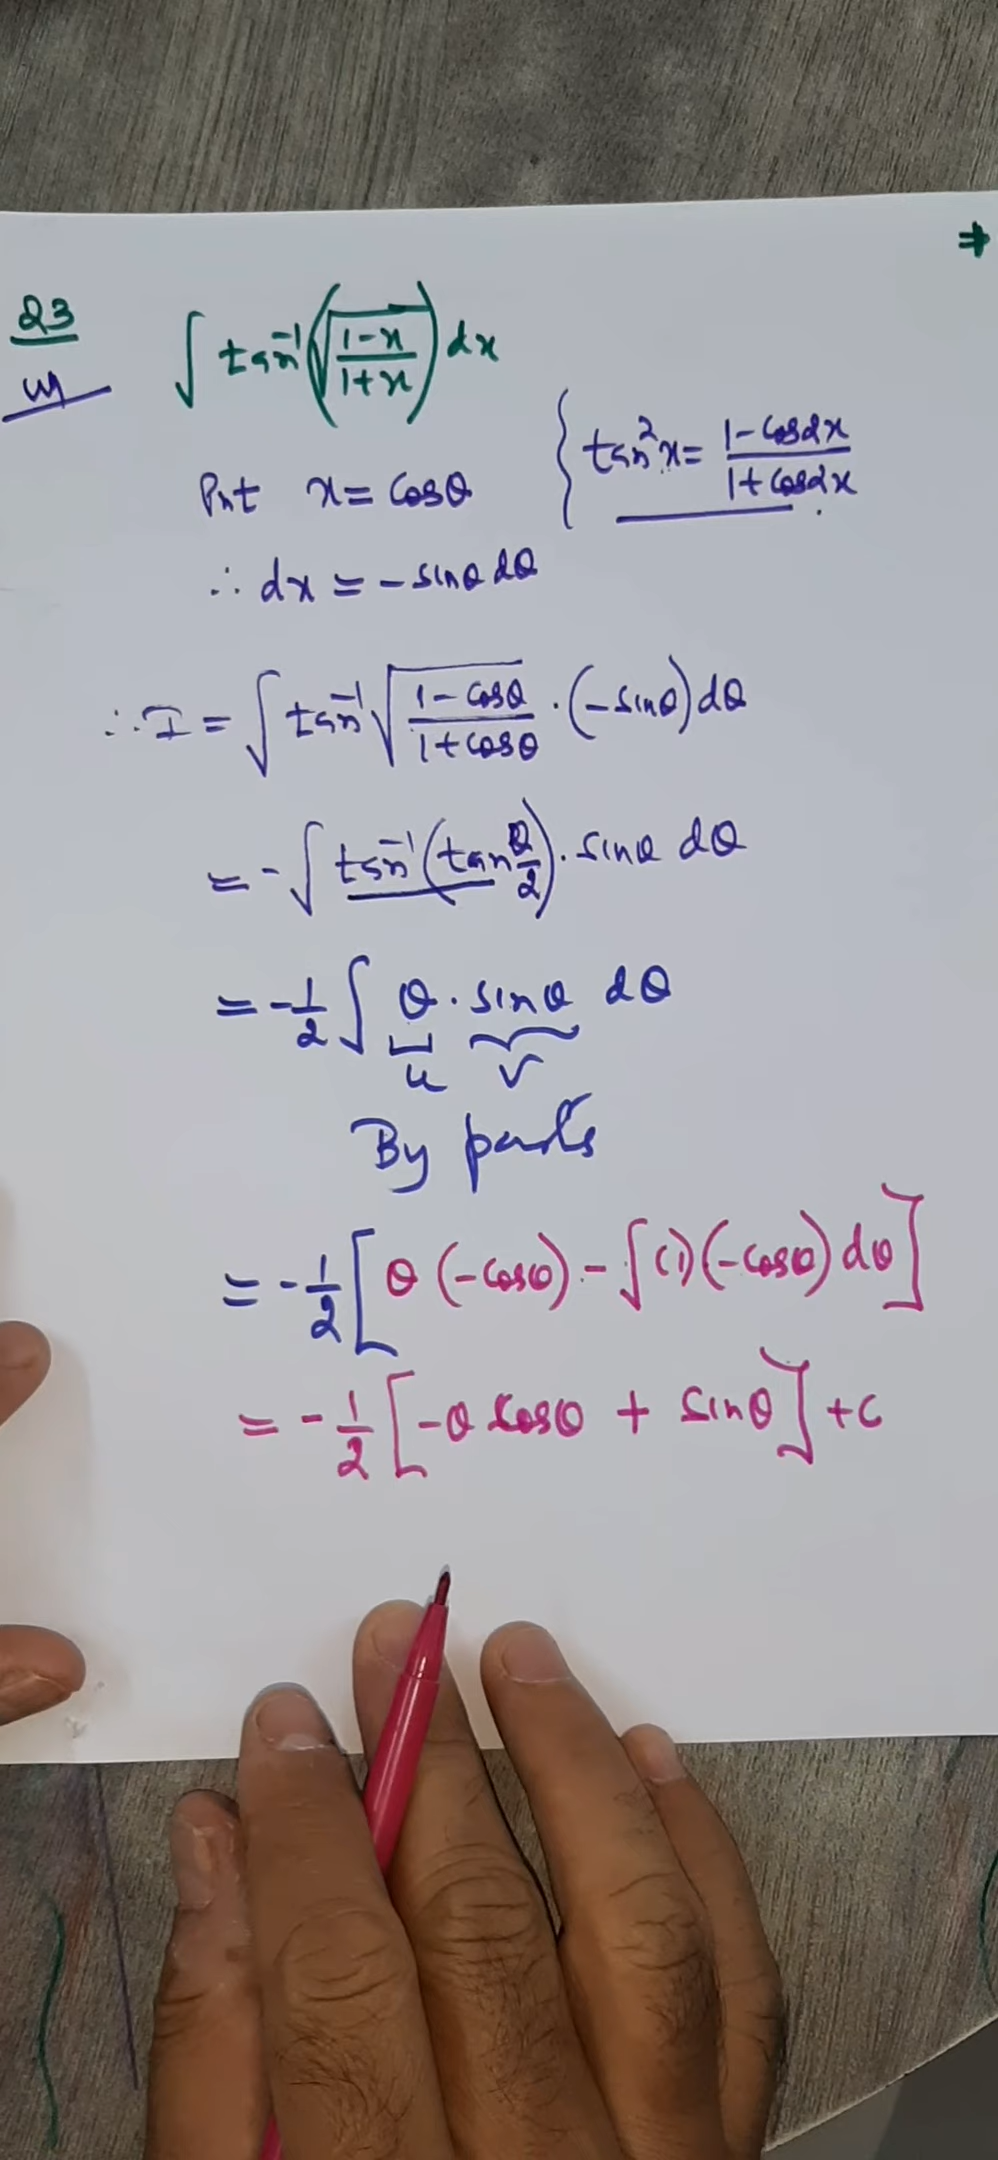 ⇒
23
∫ tan⁻¹(√((1-x)/(1+x))) dx
Put x = cosθ { tan²x = (1-cos2x)/(1+cos2x)
∴ dx = -sinθ dθ
∴ I = ∫ tan⁻¹ √((1-cosθ)/(1+cosθ)) · (-sinθ) dθ
= -∫ tan⁻¹(tan θ/2) · sinθ dθ
= -1/2 ∫ θ · sinθ dθ
u v
By parts
= -1/2 [θ (-cosθ) - ∫(1)(-cosθ) dθ]
= -1/2 [-θ cosθ + sinθ] + c